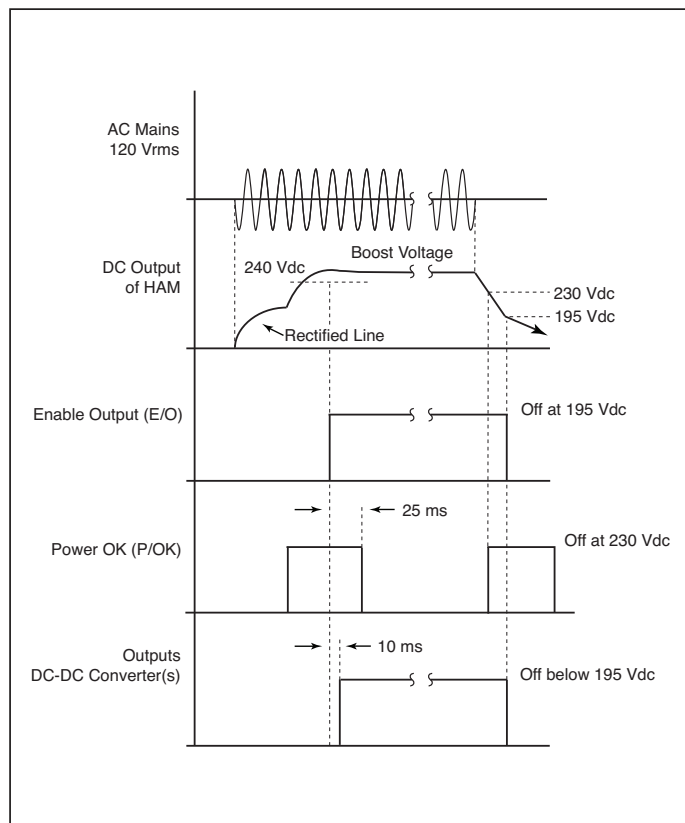 AC Mains
120 Vrms
Boost Voltage
DC Output
of HAM
240 Vdc
230 Vdc
195 Vdc
Rectified Line
Enable Output (E/O)
Off at 195 Vdc
25 ms
Power OK (P/OK)
Off at 230 Vdc
10 ms
Outputs
DC-DC Converter(s)
Off below 195 Vdc